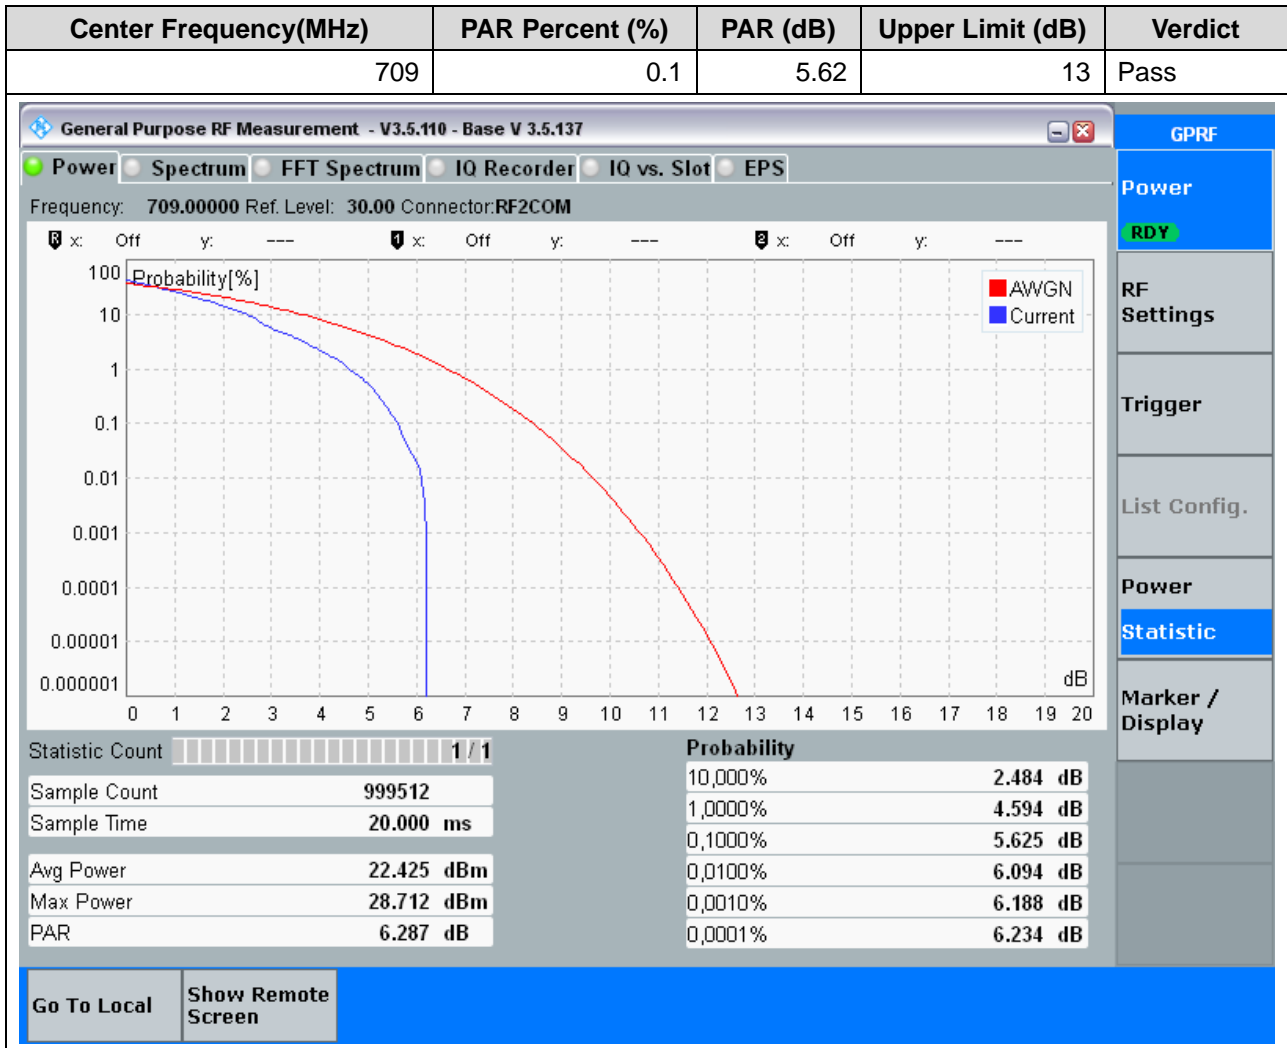 Center Frequency(MHz) PAR Percent (%) PAR (dB) Upper Limit (dB) Verdict
709 0.1 5.62 13 Pass
General Purpose RF Measurement - V3.5.110 - Base V 3.5.137
GPRF
Power Spectrum FFT Spectrum IQ Recorder IQ vs. Slot EPS
Frequency: 709.00000 Ref. Level: 30.00 Connector:RF2COM
R x: Off y: --- 1 x: Off y: --- 2 x: Off y: ---
Probability[%]
AWGN
Current
100
10
1
0.1
0.01
0.001
0.0001
0.00001
0.000001
dB
0 1 2 3 4 5 6 7 8 9 10 11 12 13 14 15 16 17 18 19 20
Statistic Count 1 / 1
Sample Count 999512
Sample Time 20.000 ms
Avg Power 22.425 dBm
Max Power 28.712 dBm
PAR 6.287 dB
Probability
10,000% 2.484 dB
1,0000% 4.594 dB
0,1000% 5.625 dB
0,0100% 6.094 dB
0,0010% 6.188 dB
0,0001% 6.234 dB
Power
RDY
RF
Settings
Trigger
List Config.
Power
Statistic
Marker /
Display
Go To Local
Show Remote
Screen